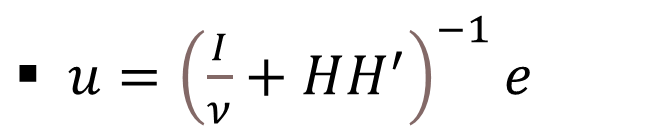 ▪ 𝑢 = (𝐼/𝜈 + 𝐻𝐻′)⁻¹ 𝑒